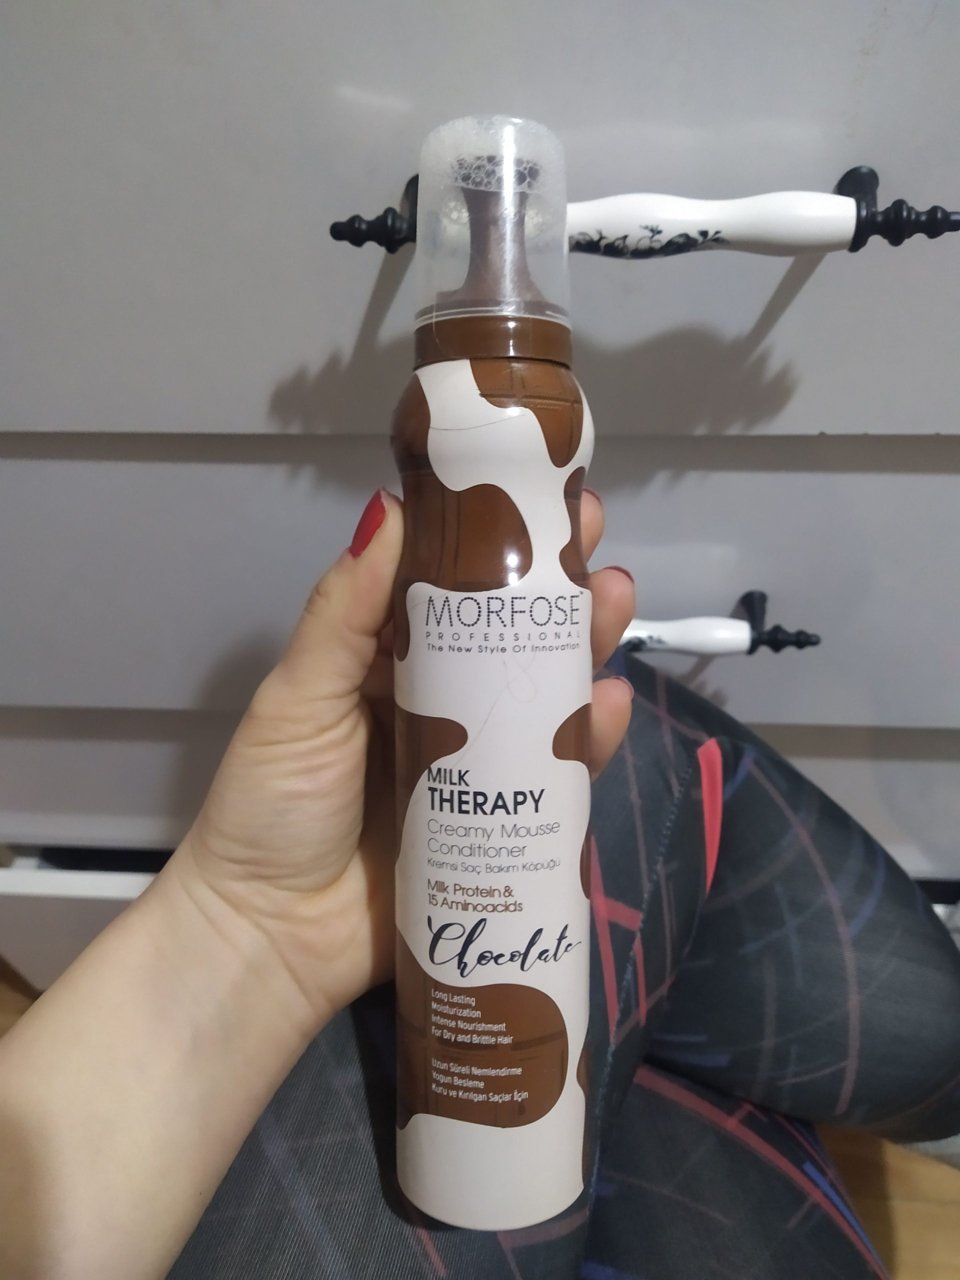 MORFOSE™
PROFESSIONAL
The New Style Of Innovation
MILK
THERAPY
Creamy Mousse
Conditioner
Kremsi Saç Bakım Köpüğü
Milk Protein &
15 Aminoacids
Chocolate
Long Lasting
Moisturization
Intense Nourishment
For Dry and Brittle Hair
Uzun Süreli Nemlendirme
Yoğun Besleme
Kuru ve Kırılgan Saçlar İçin